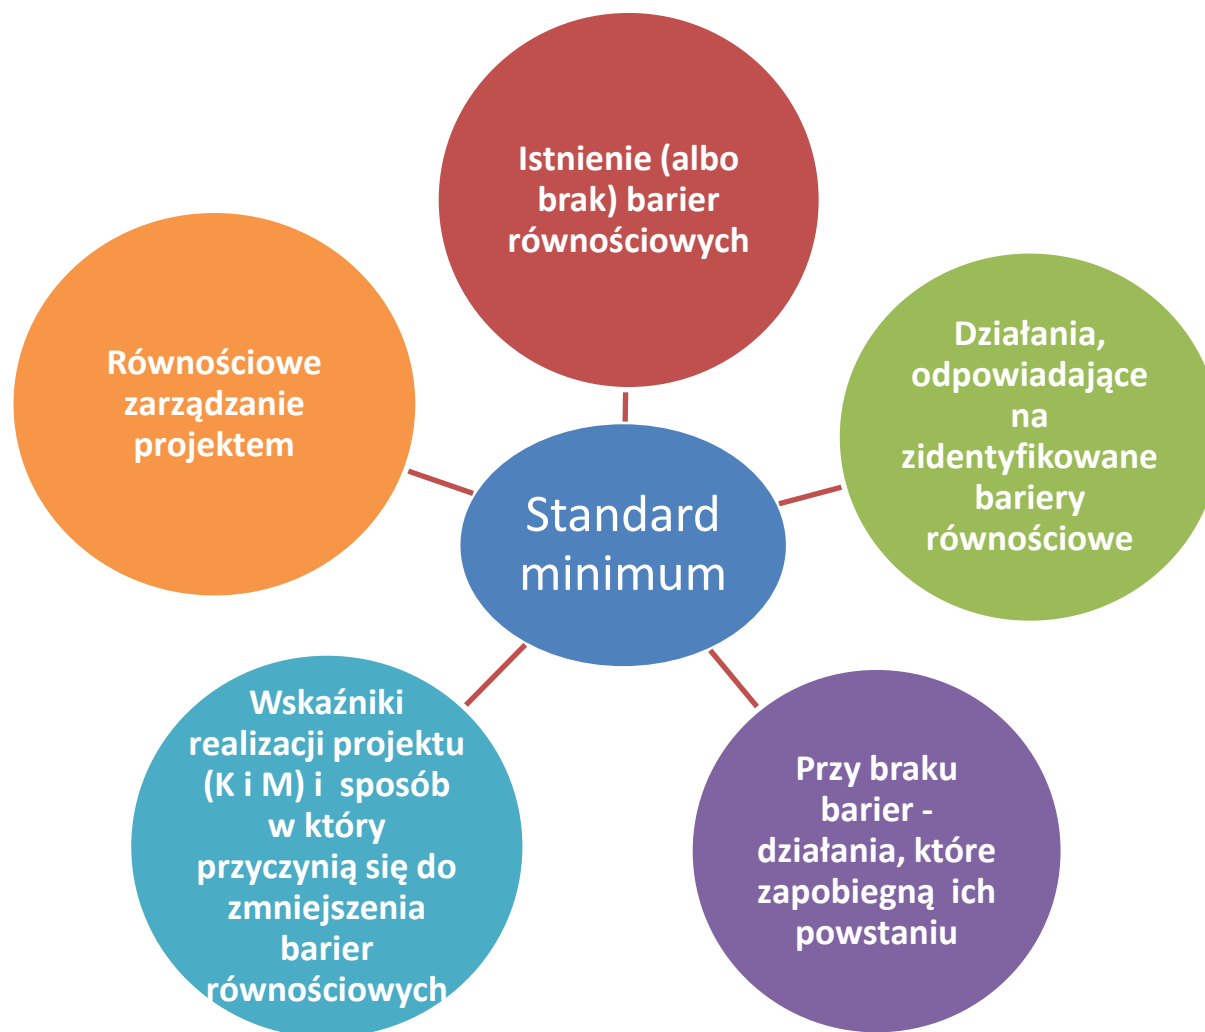 Istnienie (albo
brak) barier
równościowych
Działania,
odpowiadające
na
zidentyfikowane
bariery
równościowe
Przy braku
barier -
działania, które
zapobiegną ich
powstaniu
Wskaźniki
realizacji projektu
(K i M) i sposób
w który
przyczynią się do
zmniejszenia
barier
równościowych
Równościowe
zarządzanie
projektem
Standard
minimum